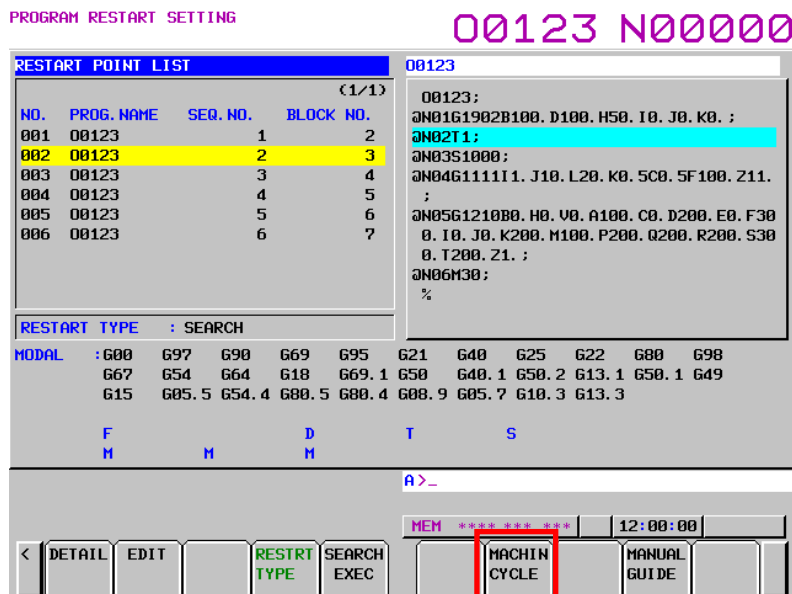 PROGRAM RESTART SETTING
O0123 N00000
RESTART POINT LIST
(1/1)
NO. PROG.NAME SEQ.NO. BLOCK NO.
001 O0123 1 2
002 O0123 2 3
003 O0123 3 4
004 O0123 4 5
005 O0123 5 6
006 O0123 6 7
O0123
O0123;
@N01G1902B100.D100.H50.I0.J0.K0.;
@N02T1;
@N03S1000;
@N04G1111I1.J10.L20.K0.5C0.5F100.Z11.
;
@N05G1210B0.H0.V0.A100.C0.D200.E0.F30
0.I0.J0.K200.M100.P200.Q200.R200.S30
0.T200.Z1.;
@N06M30;
%
RESTART TYPE : SEARCH
MODAL :G00 G97 G90 G69 G95 G21 G40 G25 G22 G80 G98
G67 G54 G64 G18 G69.1 G50 G40.1 G50.2 G13.1 G50.1 G49
G15 G05.5 G54.4 G80.5 G80.4 G08.9 G05.7 G10.3 G13.3
F D T S
M M M
A>_
MEM **** *** *** 12:00:00
< DETAIL EDIT RESTRT TYPE SEARCH EXEC MACHIN CYCLE MANUAL GUIDE